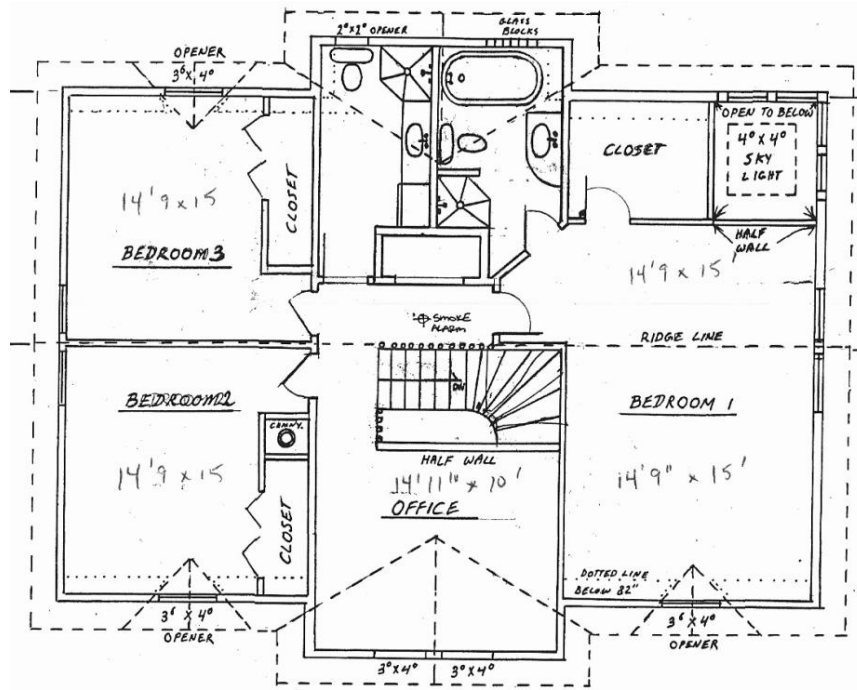 2⁰X2⁰ OPENER
GLASS
BLOCKS
OPENER
3⁶ X 4⁰
OPEN TO BELOW
4⁰ X 4⁰
SKY
LIGHT
CLOSET
CLOSET
14'9 x 15
BEDROOM 3
HALF
WALL
14'9 x 15
SMOKE
ALARM
RIDGE LINE
DN
BEDROOM 2
BEDROOM 1
CHMNY.
HALF WALL
14'9 x 15
14'11" x 10'
14'9" x 15'
OFFICE
CLOSET
DOTTED LINE
BELOW 82"
3⁶ X 4⁰
OPENER
3⁶ X 4⁰
OPENER
3⁰X4⁰
3⁰X4⁰